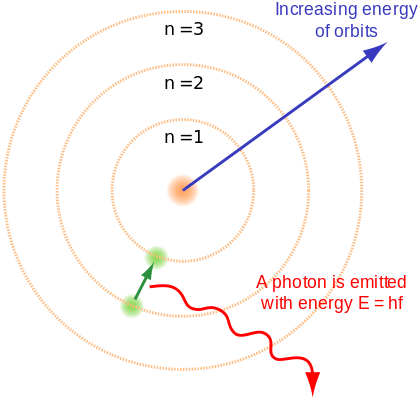 Increasing energy
of orbits
n =3
n =2
n =1
A photon is emitted
with energy E = hf